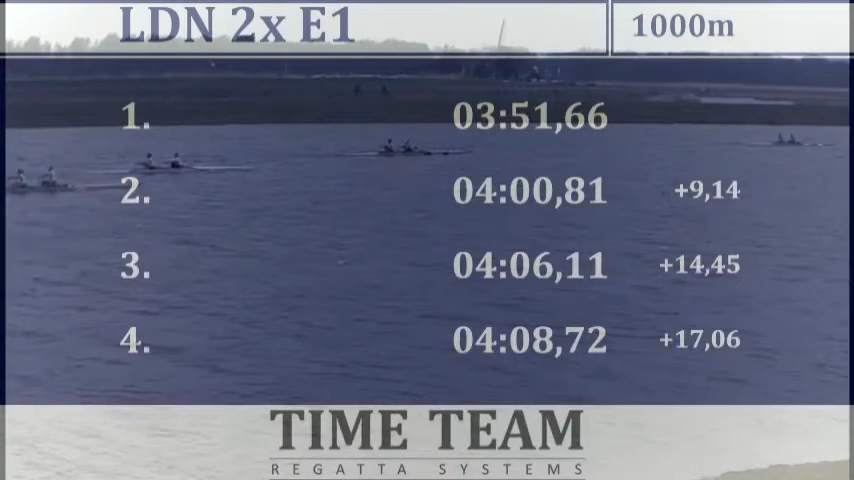 LDN 2x E1 1000m
1. 03:51,66
2. 04:00,81 +9,14
3. 04:06,11 +14,45
4. 04:08,72 +17,06
TIME TEAM
REGATTA SYSTEMS